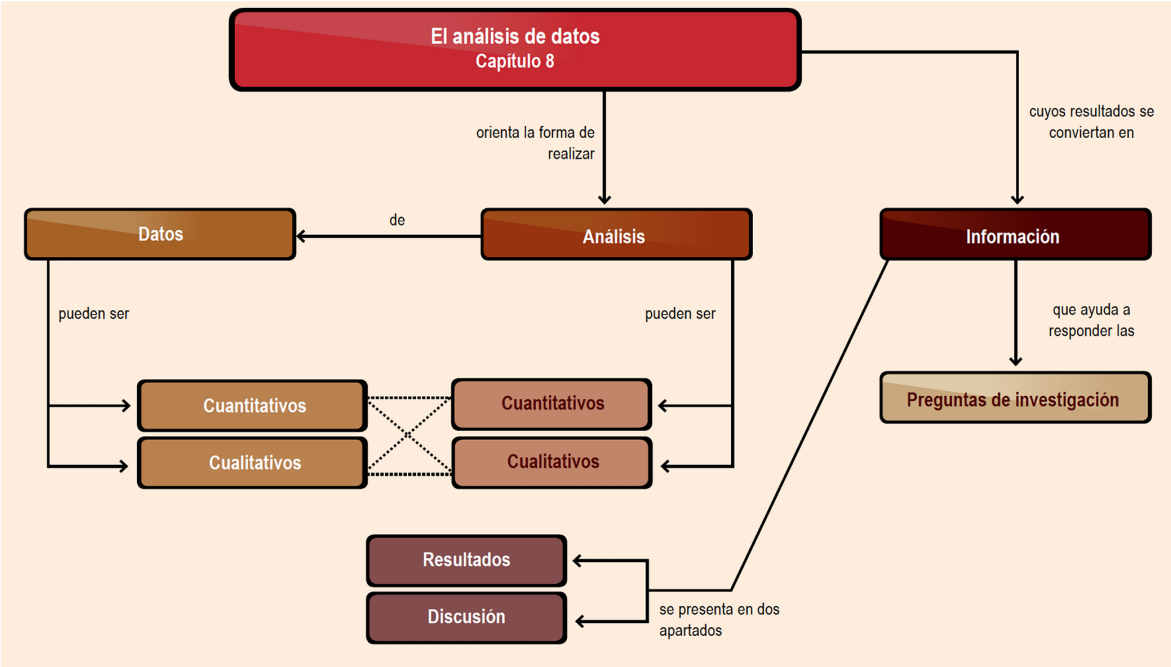 El análisis de datos
Capítulo 8
orienta la forma de
realizar
cuyos resultados se
conviertan en
Datos
de
Análisis
Información
pueden ser
pueden ser
que ayuda a
responder las
Cuantitativos
Cualitativos
Cuantitativos
Cualitativos
Preguntas de investigación
Resultados
Discusión
se presenta en dos
apartados